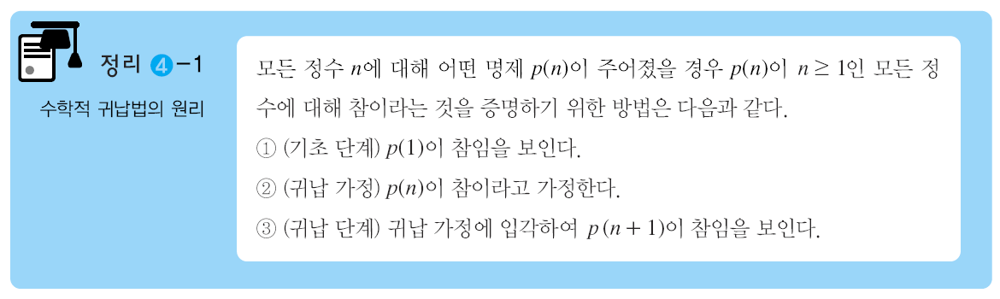 정리 4-1
수학적 귀납법의 원리
모든 정수 n에 대해 어떤 명제 p(n)이 주어졌을 경우 p(n)이 n ≥ 1인 모든 정
수에 대해 참이라는 것을 증명하기 위한 방법은 다음과 같다.
① (기초 단계) p(1)이 참임을 보인다.
② (귀납 가정) p(n)이 참이라고 가정한다.
③ (귀납 단계) 귀납 가정에 입각하여 p(n + 1)이 참임을 보인다.